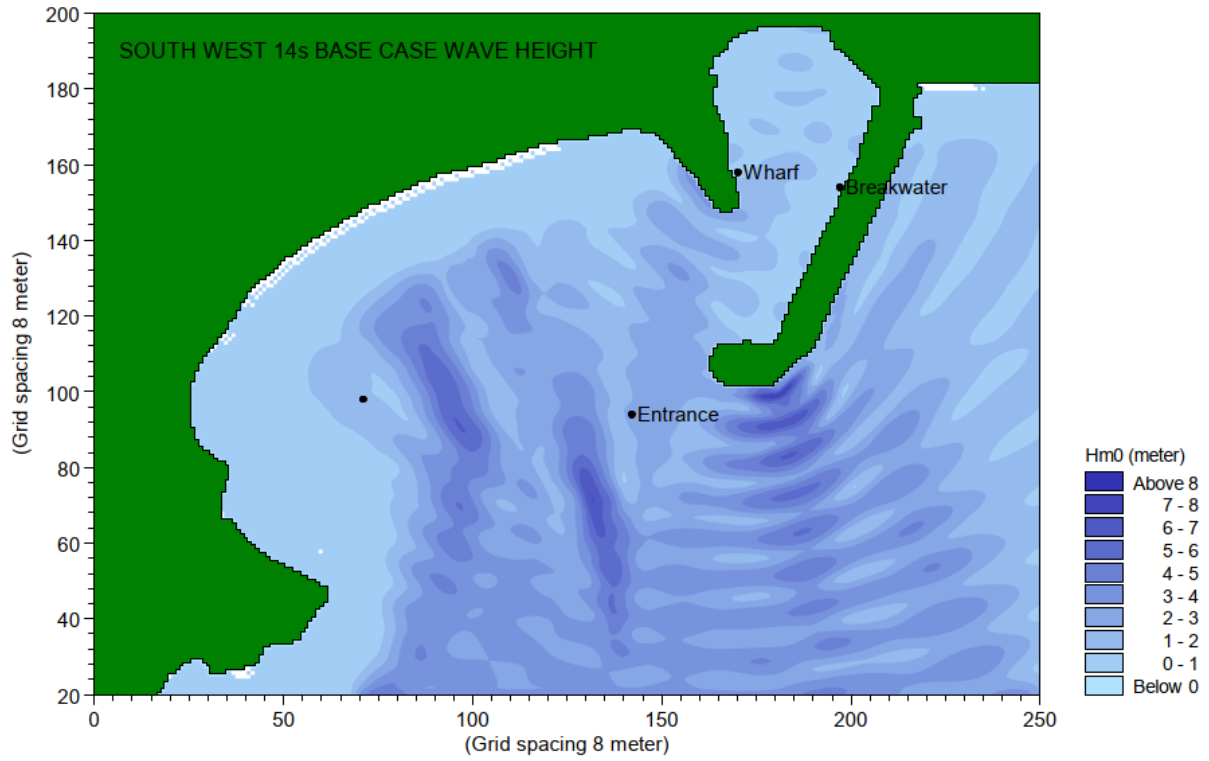 200
SOUTH WEST 14s BASE CASE WAVE HEIGHT
180
160
Wharf
Breakwater
140
120
100
Entrance
80
60
40
20
(Grid spacing 8 meter)
0 50 100 150 200 250
(Grid spacing 8 meter)
Hm0 (meter)
Above 8
7 - 8
6 - 7
5 - 6
4 - 5
3 - 4
2 - 3
1 - 2
0 - 1
Below 0